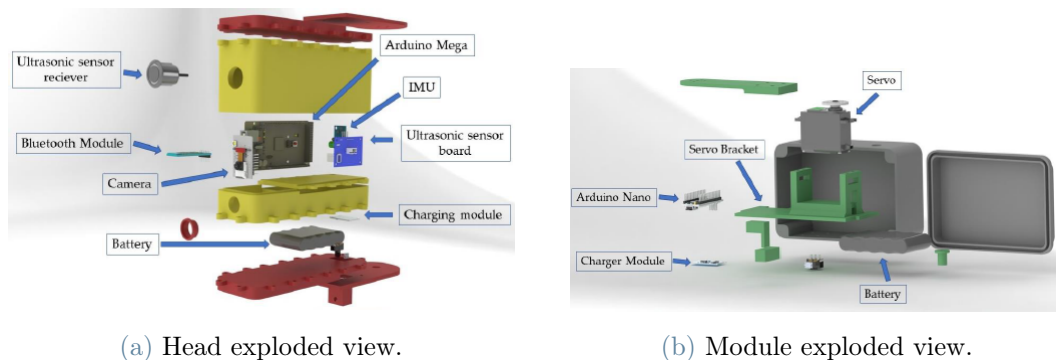 Arduino Mega
Ultrasonic sensor
reciever
IMU
Bluetooth Module
Ultrasonic sensor
board
Camera
Charging module
Battery
(a) Head exploded view.
Servo
Servo Bracket
Arduino Nano
Charger Module
Battery
(b) Module exploded view.